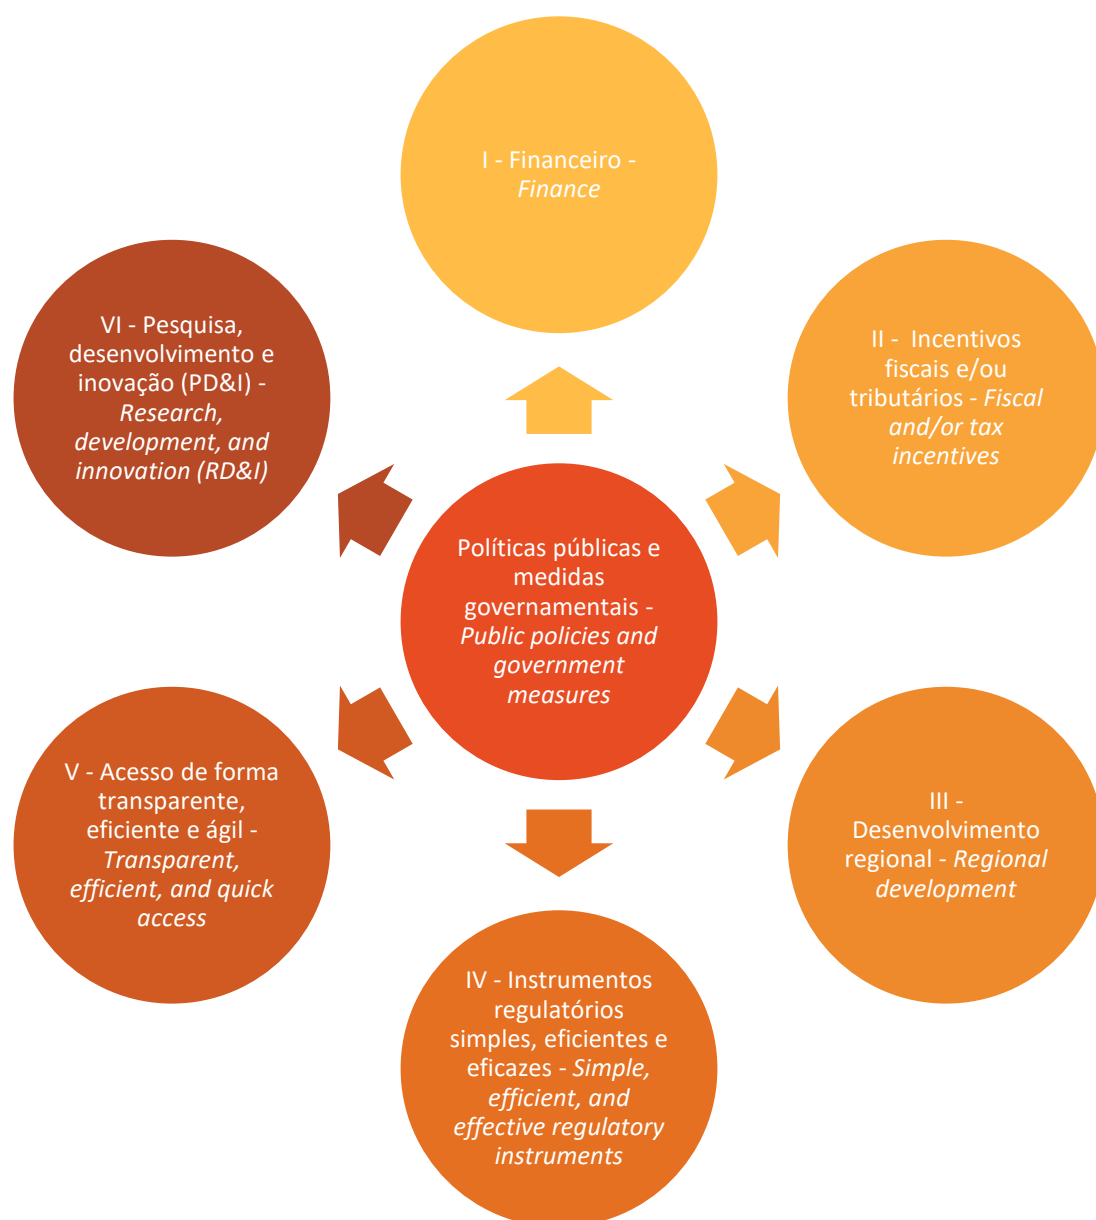 I - Financeiro -
Finance
II -  Incentivos
fiscais e/ou
tributários - Fiscal
and/or tax
incentives
III -
Desenvolvimento
regional - Regional
development
IV - Instrumentos
regulatórios
simples, eficientes e
eficazes - Simple,
efficient, and
effective regulatory
instruments
V - Acesso de forma
transparente,
eficiente e ágil -
Transparent,
efficient, and quick
access
VI - Pesquisa,
desenvolvimento e
inovação (PD&I) -
Research,
development, and
innovation (RD&I)
Políticas públicas e
medidas
governamentais -
Public policies and
government
measures